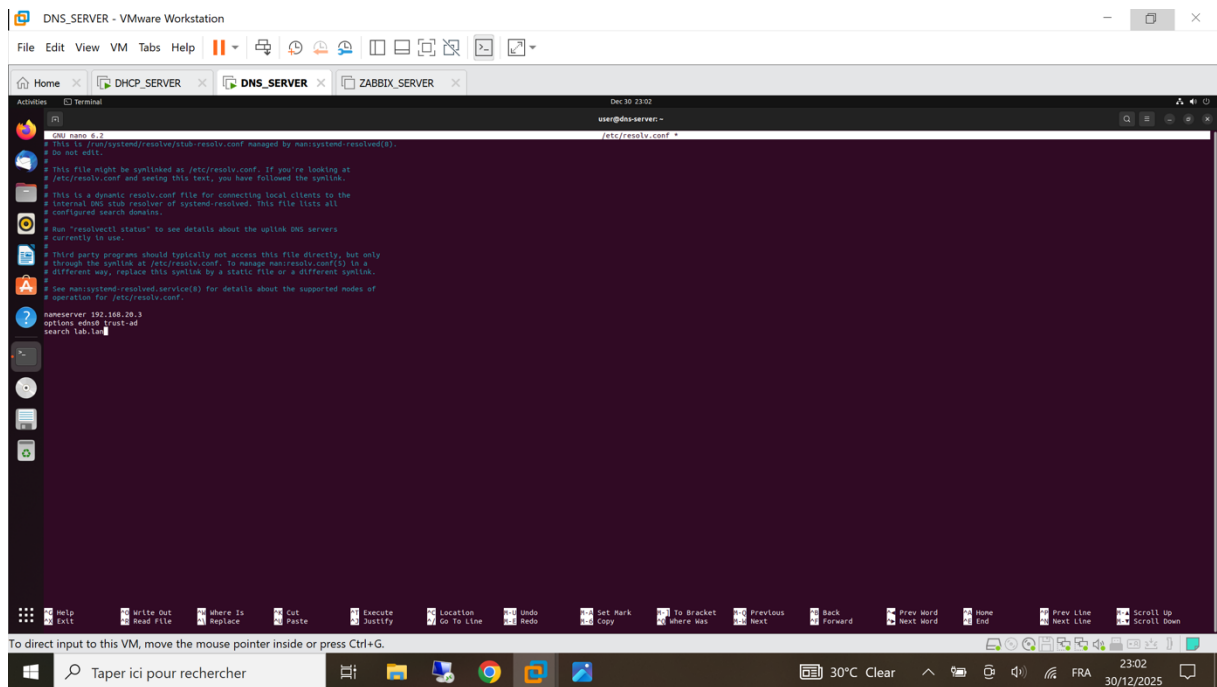 DNS_SERVER - VMware Workstation
File Edit View VM Tabs Help
Home DHCP_SERVER DNS_SERVER ZABBIX_SERVER
Activities Terminal Dec 30 23:02
user@dns-server: ~
GNU nano 6.2 /etc/resolv.conf *
# This is /run/systemd/resolve/stub-resolv.conf managed by man:systemd-resolved(8).
# Do not edit.
#
# This file might be symlinked as /etc/resolv.conf. If you're looking at
# /etc/resolv.conf and seeing this text, you have followed the symlink.
#
# This is a dynamic resolv.conf file for connecting local clients to the
# internal DNS stub resolver of systemd-resolved. This file lists all
# configured search domains.
#
# Run "resolvectl status" to see details about the uplink DNS servers
# currently in use.
#
# Third party programs should typically not access this file directly, but only
# through the symlink at /etc/resolv.conf. To manage man:resolv.conf(5) in a
# different way, replace this symlink by a static file or a different symlink.
#
# See man:systemd-resolved.service(8) for details about the supported modes of
# operation for /etc/resolv.conf.
nameserver 192.168.20.3
options edns0 trust-ad
search lab.lan
^G Help ^O Write Out ^W Where Is ^K Cut ^T Execute ^C Location M-U Undo M-A Set Mark M-] To Bracket M-Q Previous ^B Back Prev Word ^A Home ^P Prev Line M-▲ Scroll Up
^X Exit ^R Read File ^\ Replace ^U Paste ^J Justify ^/ Go To Line M-E Redo M-6 Copy ^Q Where Was M-W Next ^F Forward Next Word ^E End ^N Next Line M-▼ Scroll Down
To direct input to this VM, move the mouse pointer inside or press Ctrl+G.
Taper ici pour rechercher 30°C Clear FRA 23:02
30/12/2025